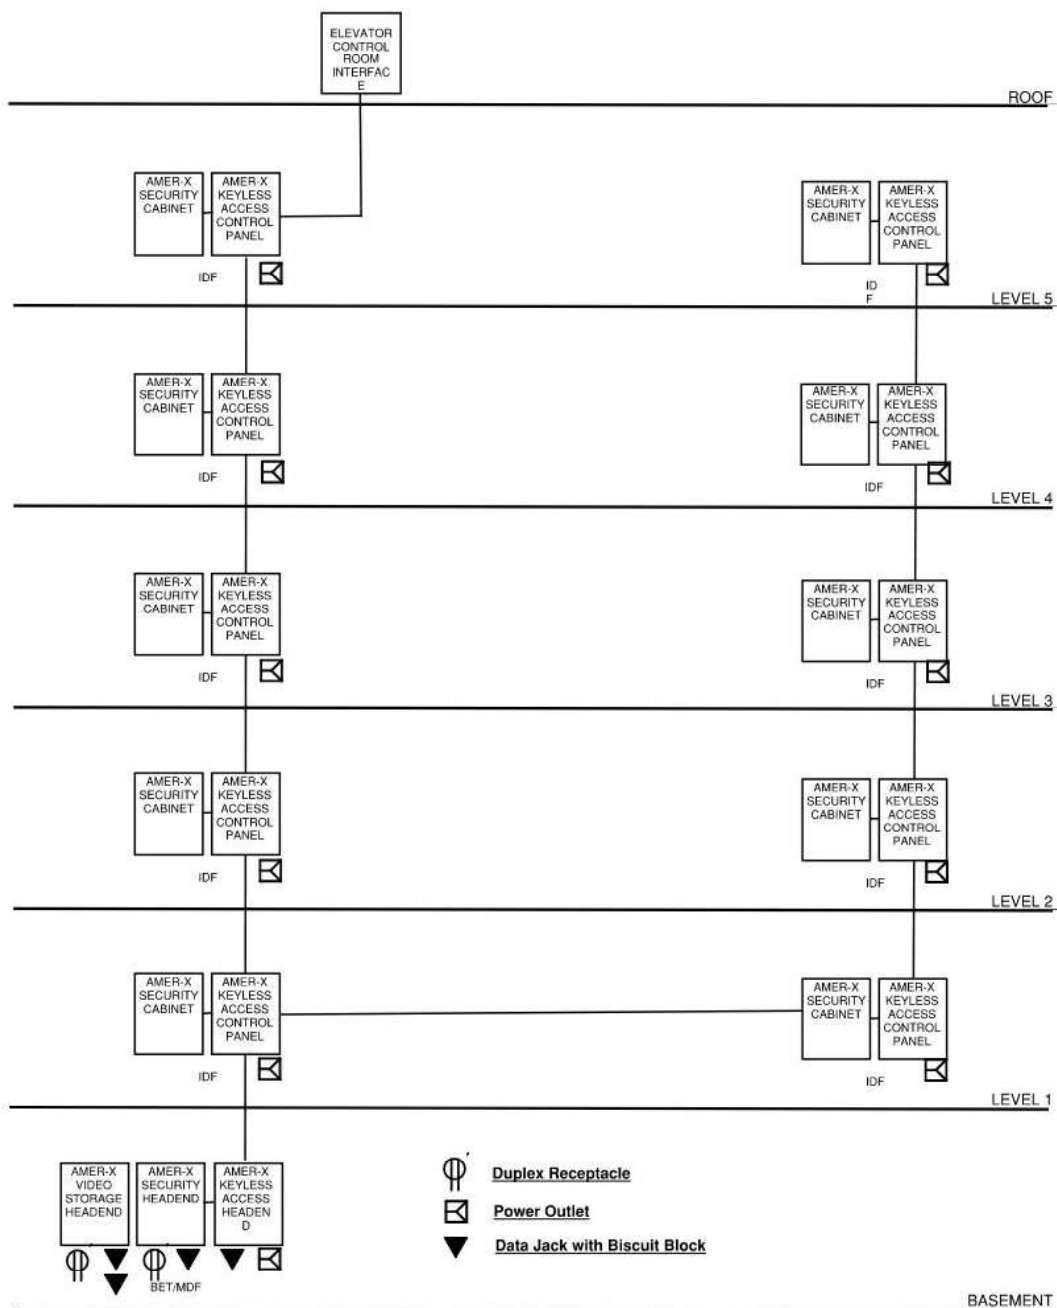 ELEVATOR
CONTROL
ROOM
INTERFAC
E
ROOF
AMER-X
SECURITY
CABINET
AMER-X
KEYLESS
ACCESS
CONTROL
PANEL
IDF
AMER-X
SECURITY
CABINET
AMER-X
KEYLESS
ACCESS
CONTROL
PANEL
ID
F
LEVEL 5
AMER-X
SECURITY
CABINET
AMER-X
KEYLESS
ACCESS
CONTROL
PANEL
IDF
AMER-X
SECURITY
CABINET
AMER-X
KEYLESS
ACCESS
CONTROL
PANEL
IDF
LEVEL 4
AMER-X
SECURITY
CABINET
AMER-X
KEYLESS
ACCESS
CONTROL
PANEL
IDF
AMER-X
SECURITY
CABINET
AMER-X
KEYLESS
ACCESS
CONTROL
PANEL
IDF
LEVEL 3
AMER-X
SECURITY
CABINET
AMER-X
KEYLESS
ACCESS
CONTROL
PANEL
IDF
AMER-X
SECURITY
CABINET
AMER-X
KEYLESS
ACCESS
CONTROL
PANEL
IDF
LEVEL 2
AMER-X
SECURITY
CABINET
AMER-X
KEYLESS
ACCESS
CONTROL
PANEL
IDF
AMER-X
SECURITY
CABINET
AMER-X
KEYLESS
ACCESS
CONTROL
PANEL
IDF
LEVEL 1
AMER-X
VIDEO
STORAGE
HEADEND
AMER-X
SECURITY
HEADEND
AMER-X
KEYLESS
ACCESS
HEADEN
D
BET/MDF
Duplex Receptacle
Power Outlet
Data Jack with Biscuit Block
BASEMENT